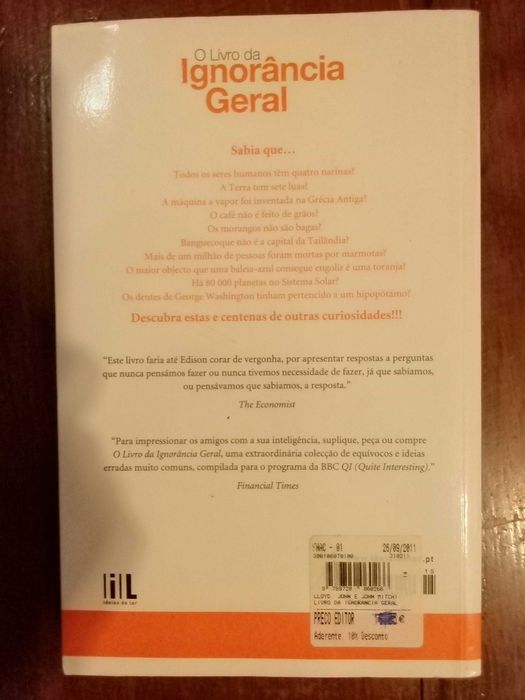 O Livro da
Ignorância
Geral
Sabia que...
Todos os seres humanos têm quatro narinas?
A Terra tem sete luas?
A máquina a vapor foi inventada na Grécia Antiga?
O café não é feito de grãos?
Os morangos não são bagas?
Banguecoque não é a capital da Tailândia?
Mais de um milhão de pessoas foram mortas por marmotas?
O maior objecto que uma baleia-azul consegue engolir é uma toranja?
Há 80 000 planetas no Sistema Solar?
Os dentes de George Washington tinham pertencido a um hipopótamo?
Descubra estas e centenas de outras curiosidades!!!
“Este livro faria até Edison corar de vergonha, por apresentar respostas a perguntas
que nunca pensámos fazer ou nunca tivemos necessidade de fazer, já que sabíamos,
ou pensávamos que sabíamos, a resposta.”
The Economist
“Para impressionar os amigos com a sua inteligência, suplique, peça ou compre
O Livro da Ignorância Geral, uma extraordinária colecção de equívocos e ideias
erradas muito comuns, compilada para o programa da BBC QI (Quite Interesting).”
Financial Times
FNAC - 01 26/09/2011
.pt
LLOYD, JOHN E JOHN MITCHI
LIVRO DA IGNORANCIA GERAL
PRECO EDITOR €
Aderente 10% Desconto
ideias de ler